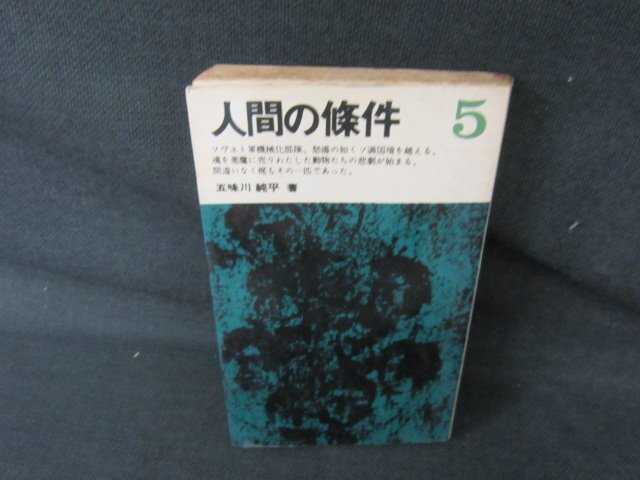 人間の條件 5
ソヴェト軍機械化部隊、怒濤の如くソ満国境を越える。
魂を悪魔に売りわたした動物たちの悲劇が始まる。
間違いなく梶もその一匹であった。
五味川 純平 著